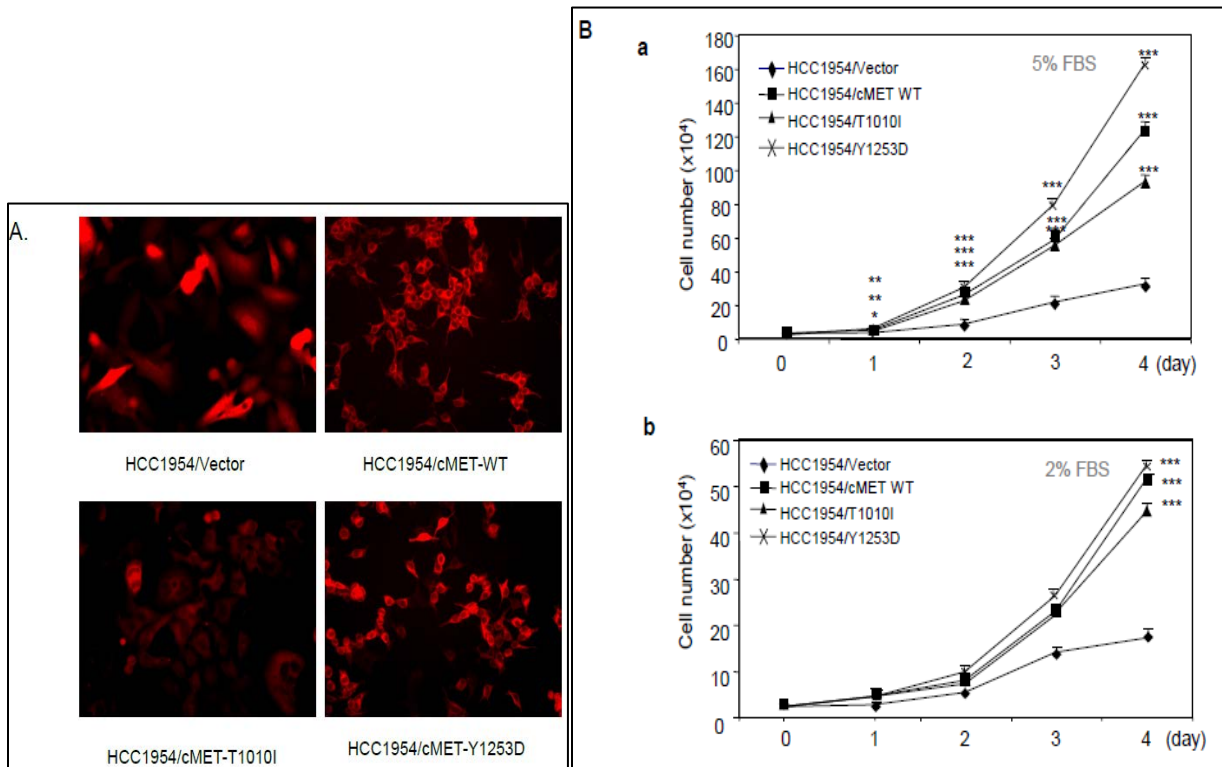 A.
HCC1954/Vector
HCC1954/cMET-WT
HCC1954/cMET-T1010I
HCC1954/cMET-Y1253D
B
a
5% FBS
HCC1954/Vector
HCC1954/cMET WT
HCC1954/T1010I
HCC1954/Y1253D
Cell number (x10⁴)
180
160
140
120
100
80
60
40
20
0
***
***
***
***
***
***
***
***
***
**
**
*
0 1 2 3 4 (day)
b
2% FBS
HCC1954/Vector
HCC1954/cMET WT
HCC1954/T1010I
HCC1954/Y1253D
Cell number (x10⁴)
60
50
40
30
20
10
0
***
***
***
0 1 2 3 4 (day)